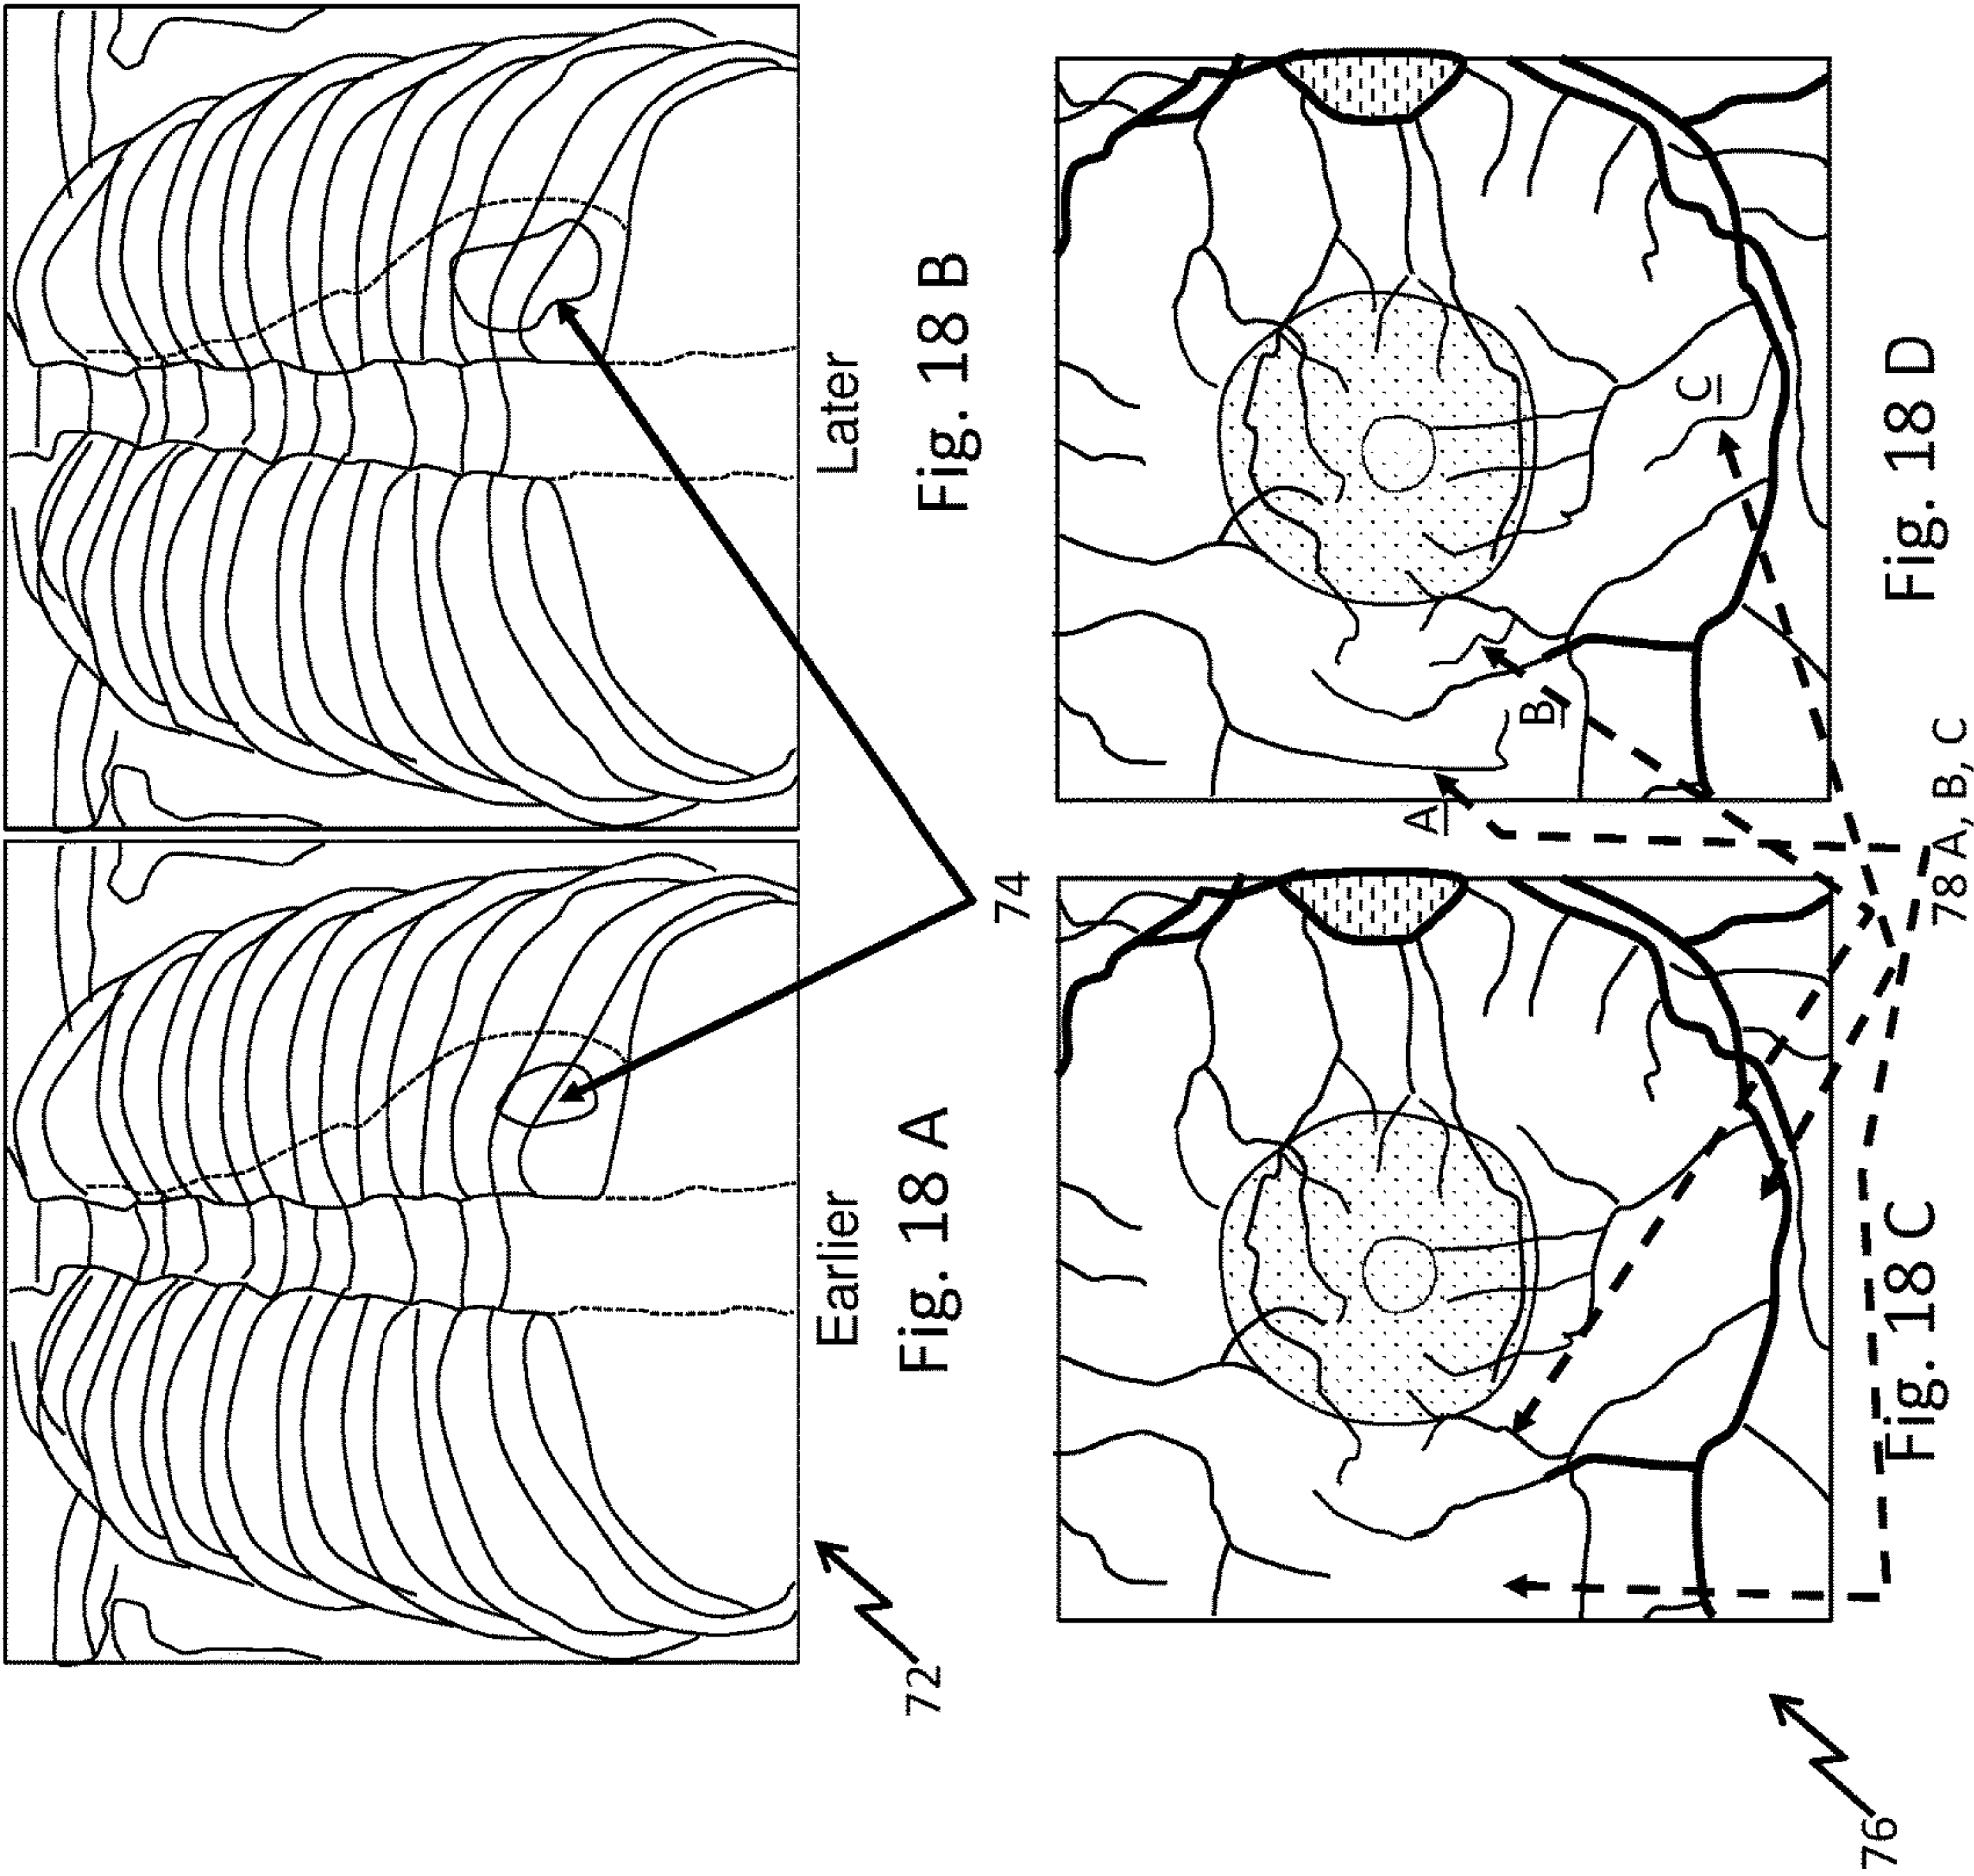 Earlier
Later
Fig. 18 A
Fig. 18 B
72
74
A
B
C
Fig. 18 C
Fig. 18 D
78 A, B, C
76